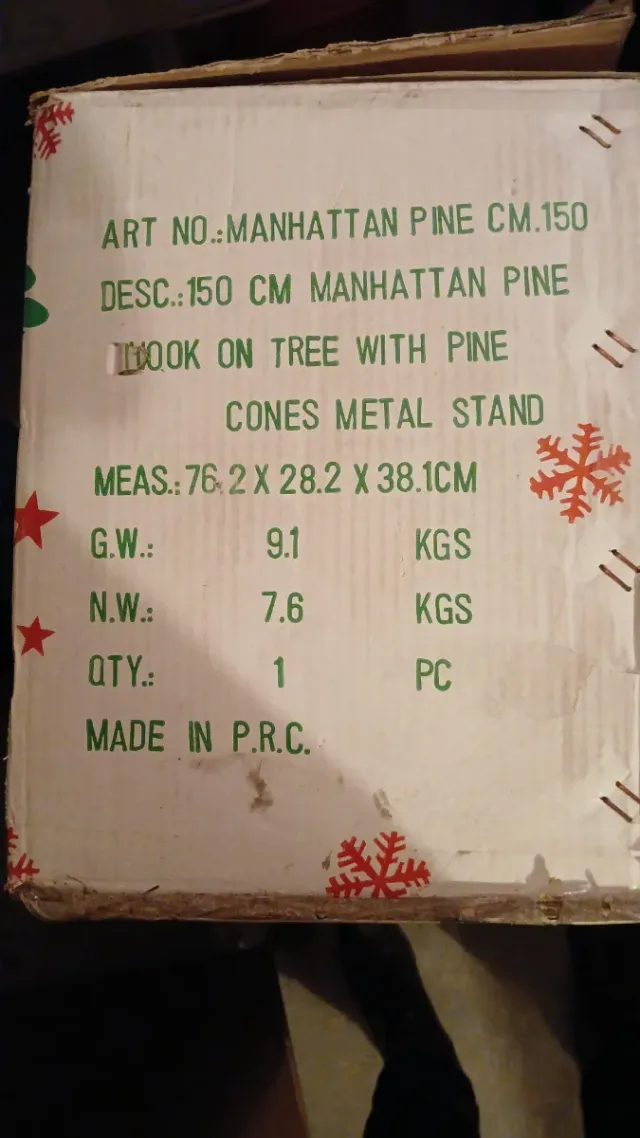 ART NO.:MANHATTAN PINE CM.150
DESC.:150 CM MANHATTAN PINE
HOOK ON TREE WITH PINE
CONES METAL STAND
MEAS.:76.2 X 28.2 X 38.1CM
G.W.: 9.1 KGS
N.W.: 7.6 KGS
QTY.: 1 PC
MADE IN P.R.C.